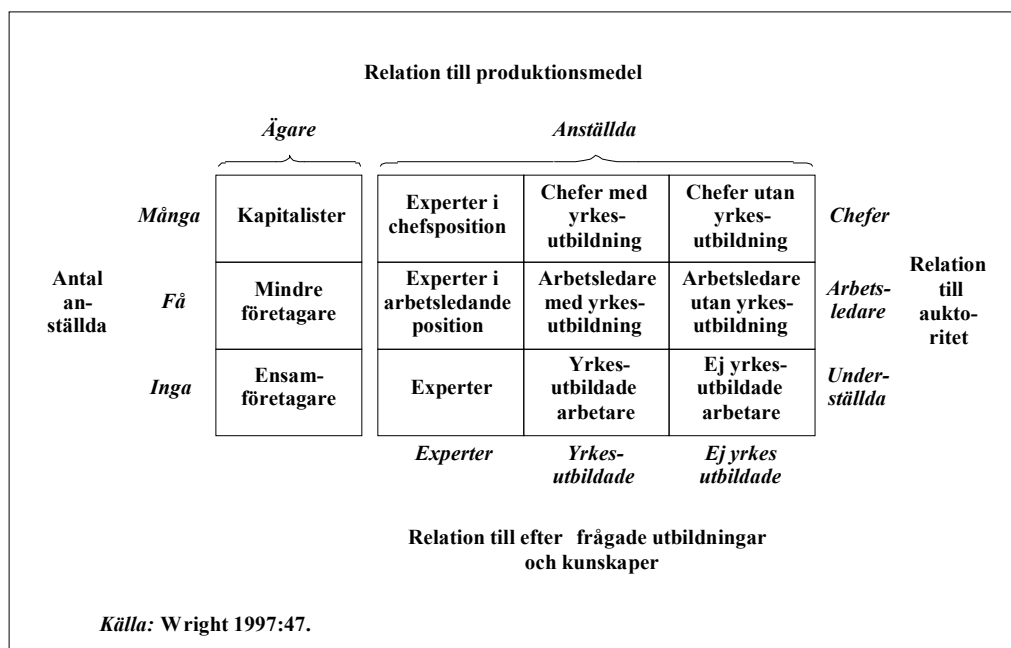 Relation till produktionsmedel
Ägare
Anställda
Många
Kapitalister
Experter i
chefsposition
Chefer med
yrkes-
utbildning
Chefer utan
yrkes-
utbildning
Chefer
Antal
an-
ställda
Få
Mindre
företagare
Experter i
arbetsledande
position
Arbetsledare
med yrkes-
utbildning
Arbetsledare
utan yrkes-
utbildning
Arbets-
ledare
Relation
till
aukto-
ritet
Inga
Ensam-
företagare
Experter
Yrkes-
utbildade
arbetare
Ej yrkes-
utbildade
arbetare
Under-
ställda
Experter
Yrkes-
utbildade
Ej yrkes
utbildade
Relation till efter frågade utbildningar
och kunskaper
Källa: Wright 1997:47.